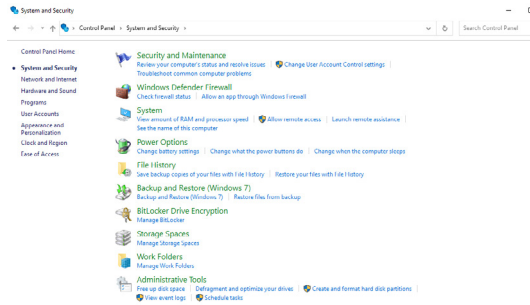 System and Security
Control Panel > System and Security >
Search Control Panel
Control Panel Home
System and Security
Network and Internet
Hardware and Sound
Programs
User Accounts
Appearance and
Personalization
Clock and Region
Ease of Access
Security and Maintenance
Review your computer's status and resolve issues | Change User Account Control settings |
Troubleshoot common computer problems
Windows Defender Firewall
Check firewall status | Allow an app through Windows Firewall
System
View amount of RAM and processor speed | Allow remote access | Launch remote assistance |
See the name of this computer
Power Options
Change battery settings | Change what the power buttons do | Change when the computer sleeps
File History
Save backup copies of your files with File History | Restore your files with File History
Backup and Restore (Windows 7)
Backup and Restore (Windows 7) | Restore files from backup
BitLocker Drive Encryption
Manage BitLocker
Storage Spaces
Manage Storage Spaces
Work Folders
Manage Work Folders
Administrative Tools
Free up disk space | Defragment and optimize your drives | Create and format hard disk partitions |
View event logs | Schedule tasks